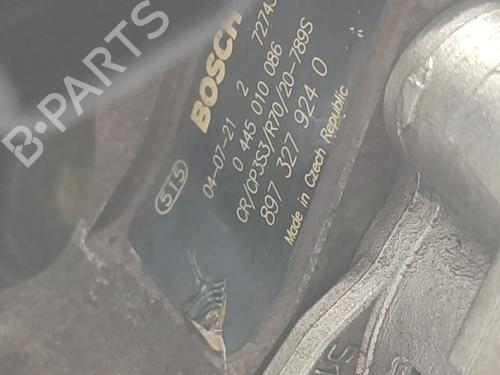 B-PARTS
BOSCH
515
04-07-21 2 7274
0 445 010 086
CR/CP3S3/R70/20-789S
897 327 924 0
Made in Czech Republic